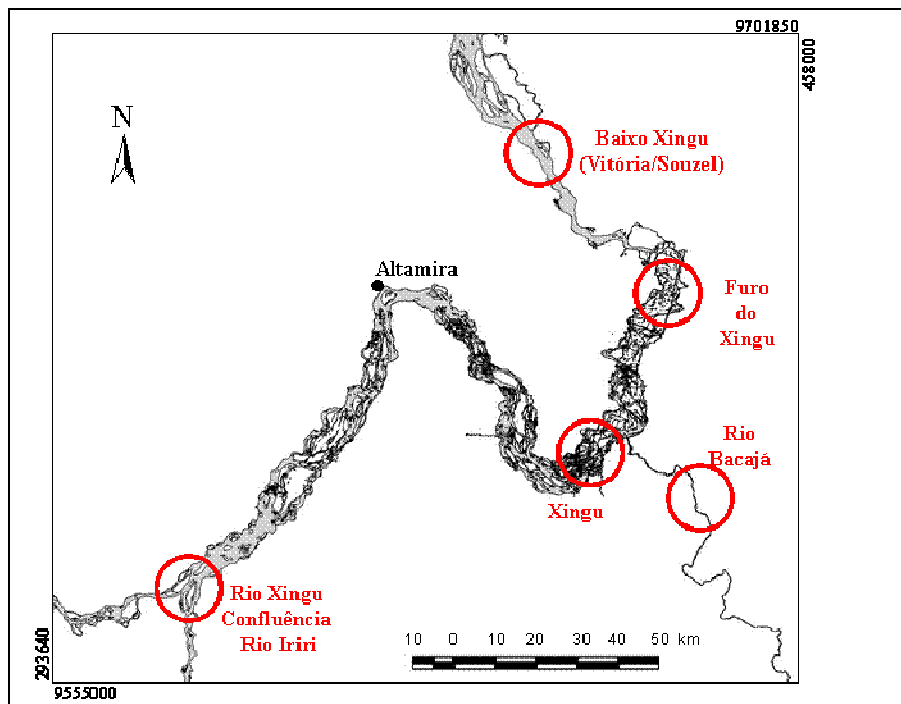 9701850
458000
N
Baixo Xingu
(Vitória/Souzel)
Altamira
Furo
do
Xingu
Rio
Bacajá
Xingu
Rio Xingu
Confluência
Rio Iriri
10 0 10 20 30 40 50 km
293640
9555000